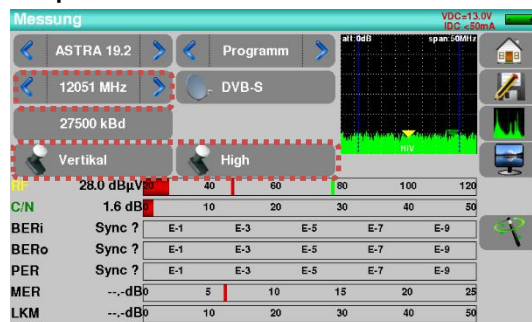 Messung
VDC=13.0V
IDC <50mA
ASTRA 19.2
Programm
att:0dB span:50MHz
12051 MHz
DVB-S
27500 kBd
H/V
Vertikal
High
RF 28.0 dBµV 20 40 60 80 100 120
C/N 1.6 dB 0 10 20 30 40 50
BERi Sync ? E-1 E-3 E-5 E-7 E-9
BERo Sync ? E-1 E-3 E-5 E-7 E-9
PER Sync ? E-1 E-3 E-5 E-7 E-9
MER --.-dB 0 5 10 15 20 25
LKM --.-dB 0 10 20 30 40 50